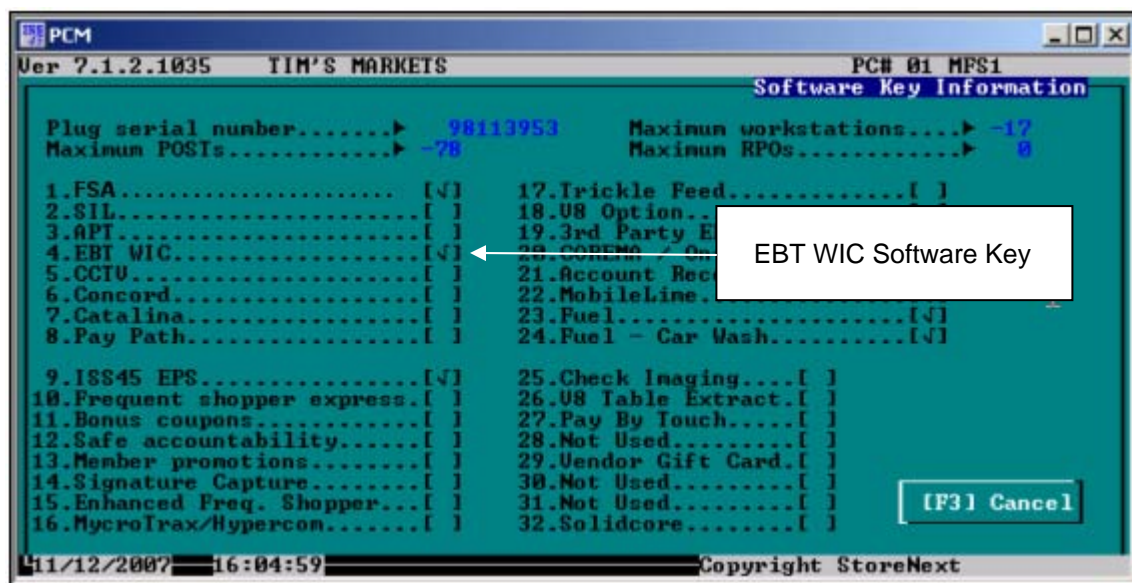 PCM
Ver 7.1.2.1035 TIM'S MARKETS PC# 01 MFS1
Software Key Information
Plug serial number.......► 98113953 Maximum workstations....► -17
Maximum POSTs............► -78 Maximum RPOs............► 0
1.FSA...................... [√] 17.Trickle Feed..............[ ]
2.SIL......................[ ] 18.V8 Option..
3.APT......................[ ] 19.3rd Party
4.EBT WIC..................[√] 20.COREMA / On
EBT WIC Software Key
5.CCTV.....................[ ] 21.Account Rec
6.Concord..................[ ] 22.MobileLime................
7.Catalina.................[ ] 23.Fuel......................[√]
8.Pay Path.................[ ] 24.Fuel - Car Wash..........[√]
9.ISS45 EPS................[√] 25.Check Imaging....[ ]
10.Frequent shopper express.[ ] 26.V8 Table Extract.[ ]
11.Bonus coupons............[ ] 27.Pay By Touch.....[ ]
12.Safe accountability......[ ] 28.Not Used.........[ ]
13.Member promotions........[ ] 29.Vendor Gift Card.[ ]
14.Signature Capture........[ ] 30.Not Used.........[ ]
15.Enhanced Freq. Shopper...[ ] 31.Not Used.........[ ]
[F3] Cancel
16.MycroTrax/Hypercom.......[ ] 32.Solidcore........[ ]
11/12/2007 16:04:59 Copyright StoreNext